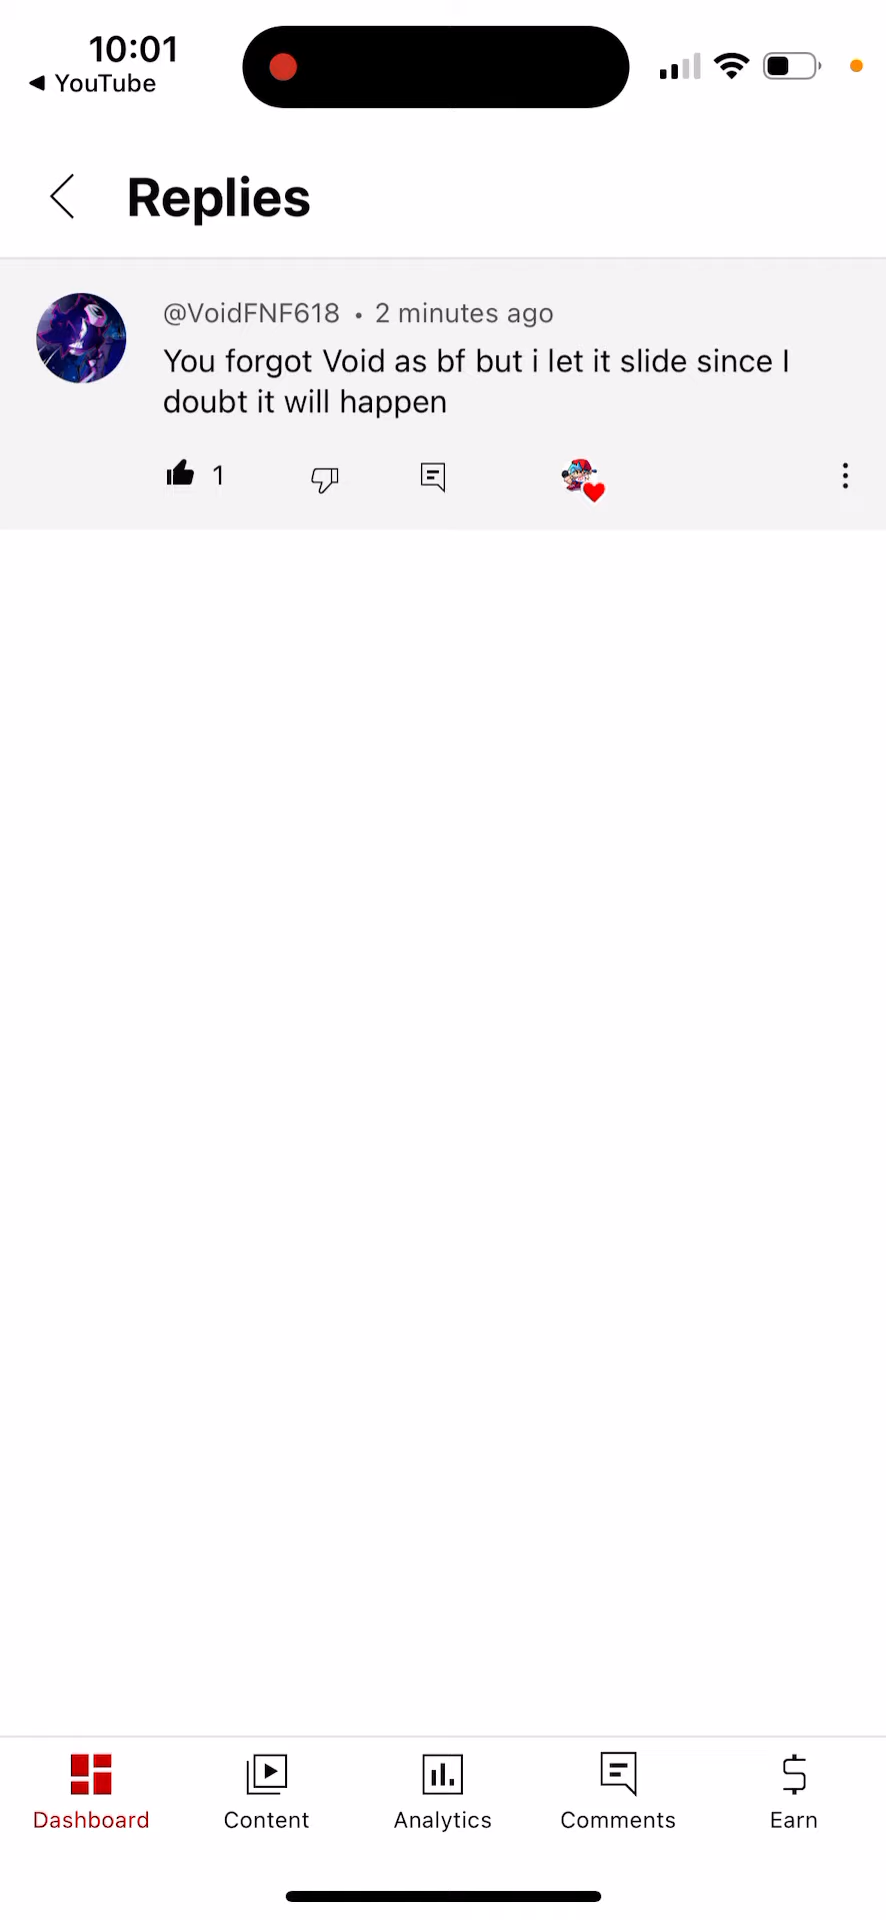 10:01
◀ YouTube
Replies
@VoidFNF618 • 2 minutes ago
You forgot Void as bf but i let it slide since I
doubt it will happen
1
Dashboard
Content
Analytics
Comments
Earn